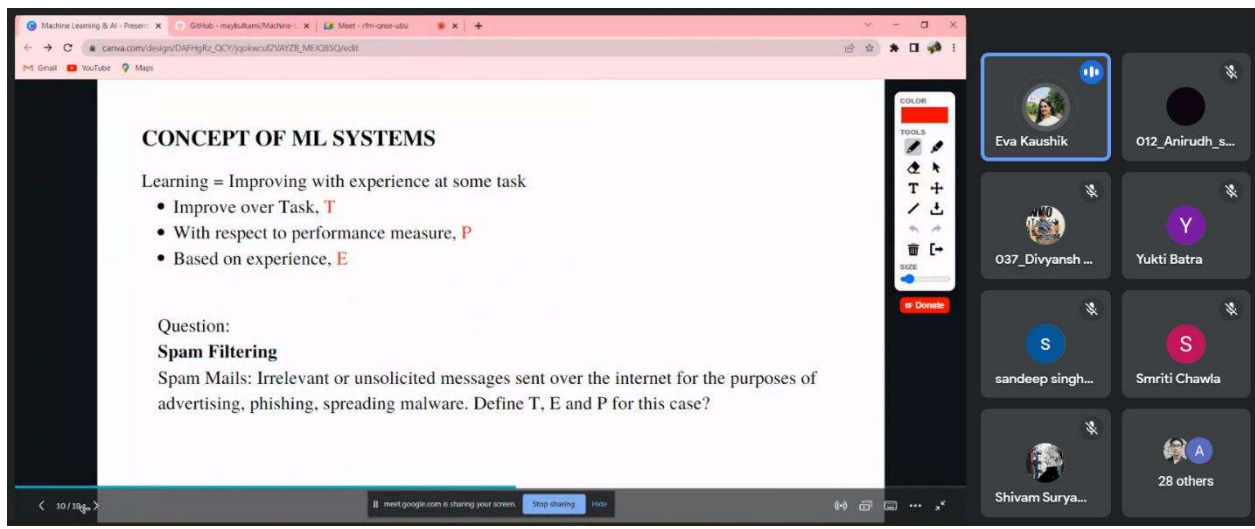 Machine Learning & AI - Present
GitHub - maykulkarni/Machine-L
Meet - rfm-qnse-ubu
canva.com/design/DAFHgRz_QCY/jqokwcuf2VAYZB_MEJQ8SQ/edit
Gmail
YouTube
Maps
CONCEPT OF ML SYSTEMS
Learning = Improving with experience at some task
• Improve over Task, T
• With respect to performance measure, P
• Based on experience, E
Question:
Spam Filtering
Spam Mails: Irrelevant or unsolicited messages sent over the internet for the purposes of
advertising, phishing, spreading malware. Define T, E and P for this case?
COLOR
TOOLS
T
SIZE
Donate
10 / 19
meet.google.com is sharing your screen.
Stop sharing
Hide
Eva Kaushik
012_Anirudh_s...
037_Divyansh ...
Y
Yukti Batra
S
sandeep singh...
S
Smriti Chawla
Shivam Surya...
A
28 others